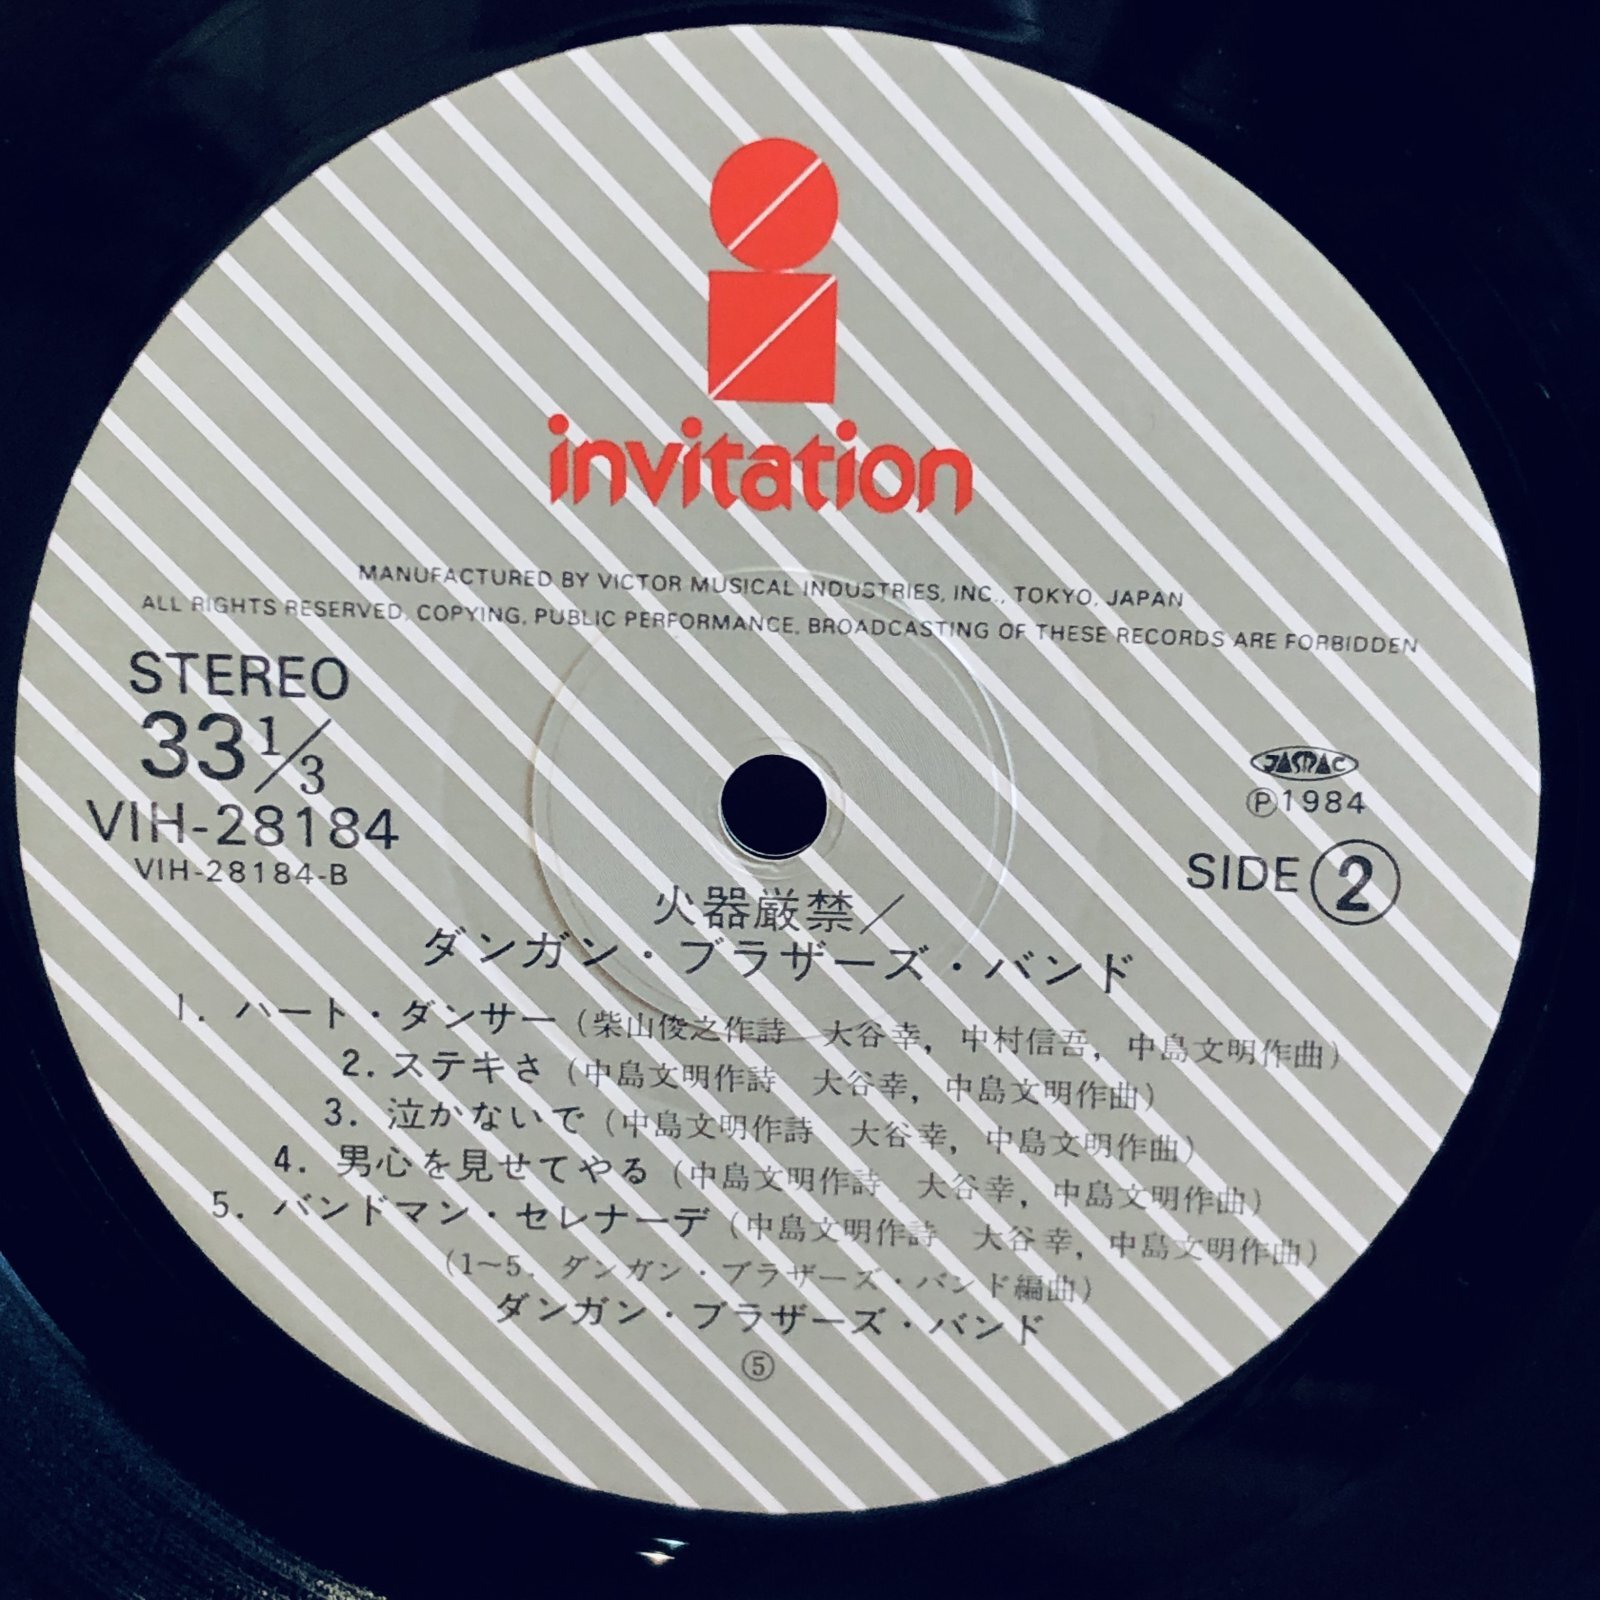 invitation
MANUFACTURED BY VICTOR MUSICAL INDUSTRIES, INC., TOKYO, JAPAN
ALL RIGHTS RESERVED, COPYING, PUBLIC PERFORMANCE, BROADCASTING OF THESE RECORDS ARE FORBIDDEN
STEREO
33 1/3
VIH-28184
VIH-28184-B
JASRAC
Ⓟ1984
SIDE ②
火器厳禁／
ダンガン・ブラザーズ・バンド
1. ハート・ダンサー (柴山俊之作詩 大谷幸, 中村信吾, 中島文明作曲)
2. ステキさ (中島文明作詩 大谷幸, 中島文明作曲)
3. 泣かないで (中島文明作詩 大谷幸, 中島文明作曲)
4. 男心を見せてやる (中島文明作詩 大谷幸, 中島文明作曲)
5. バンドマン・セレナーデ (中島文明作詩 大谷幸, 中島文明作曲)
(1~5. ダンガン・ブラザーズ・バンド編曲)
ダンガン・ブラザーズ・バンド
⑤